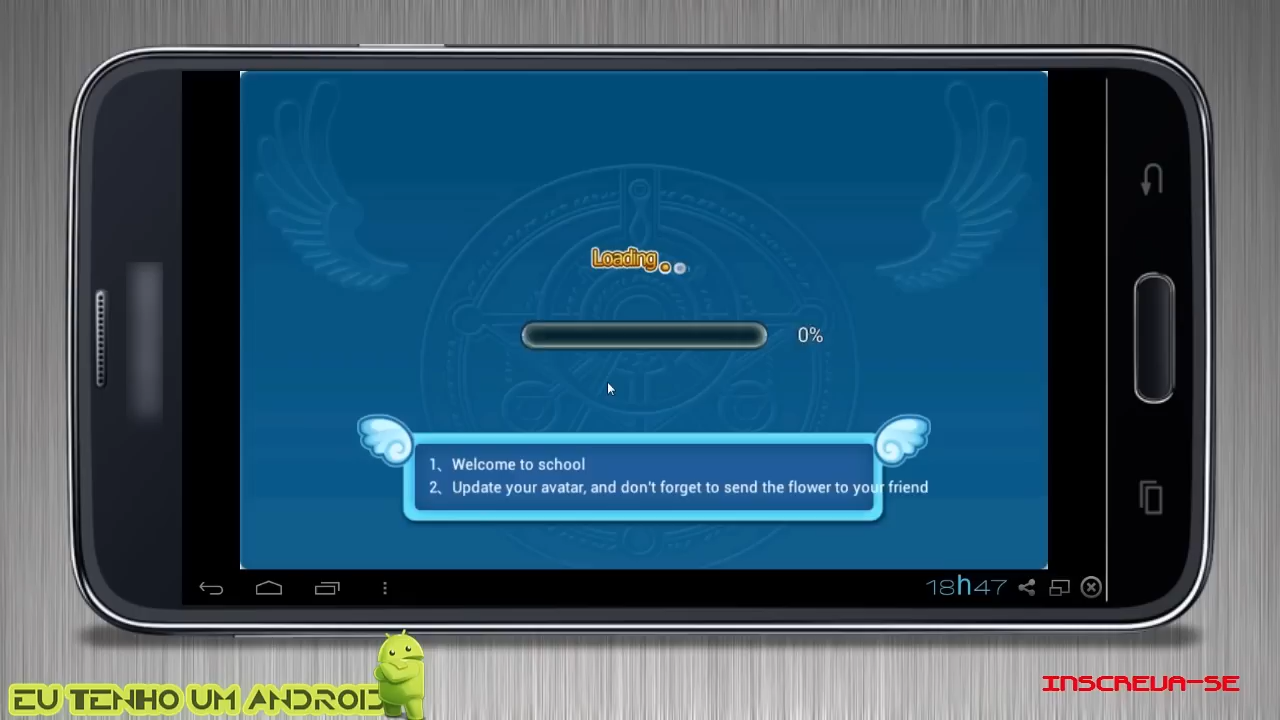 Loading
0%
1、Welcome to school
2、Update your avatar, and don't forget to send the flower to your friend
18h47
EU TENHO UM ANDROID
INSCREVA-SE